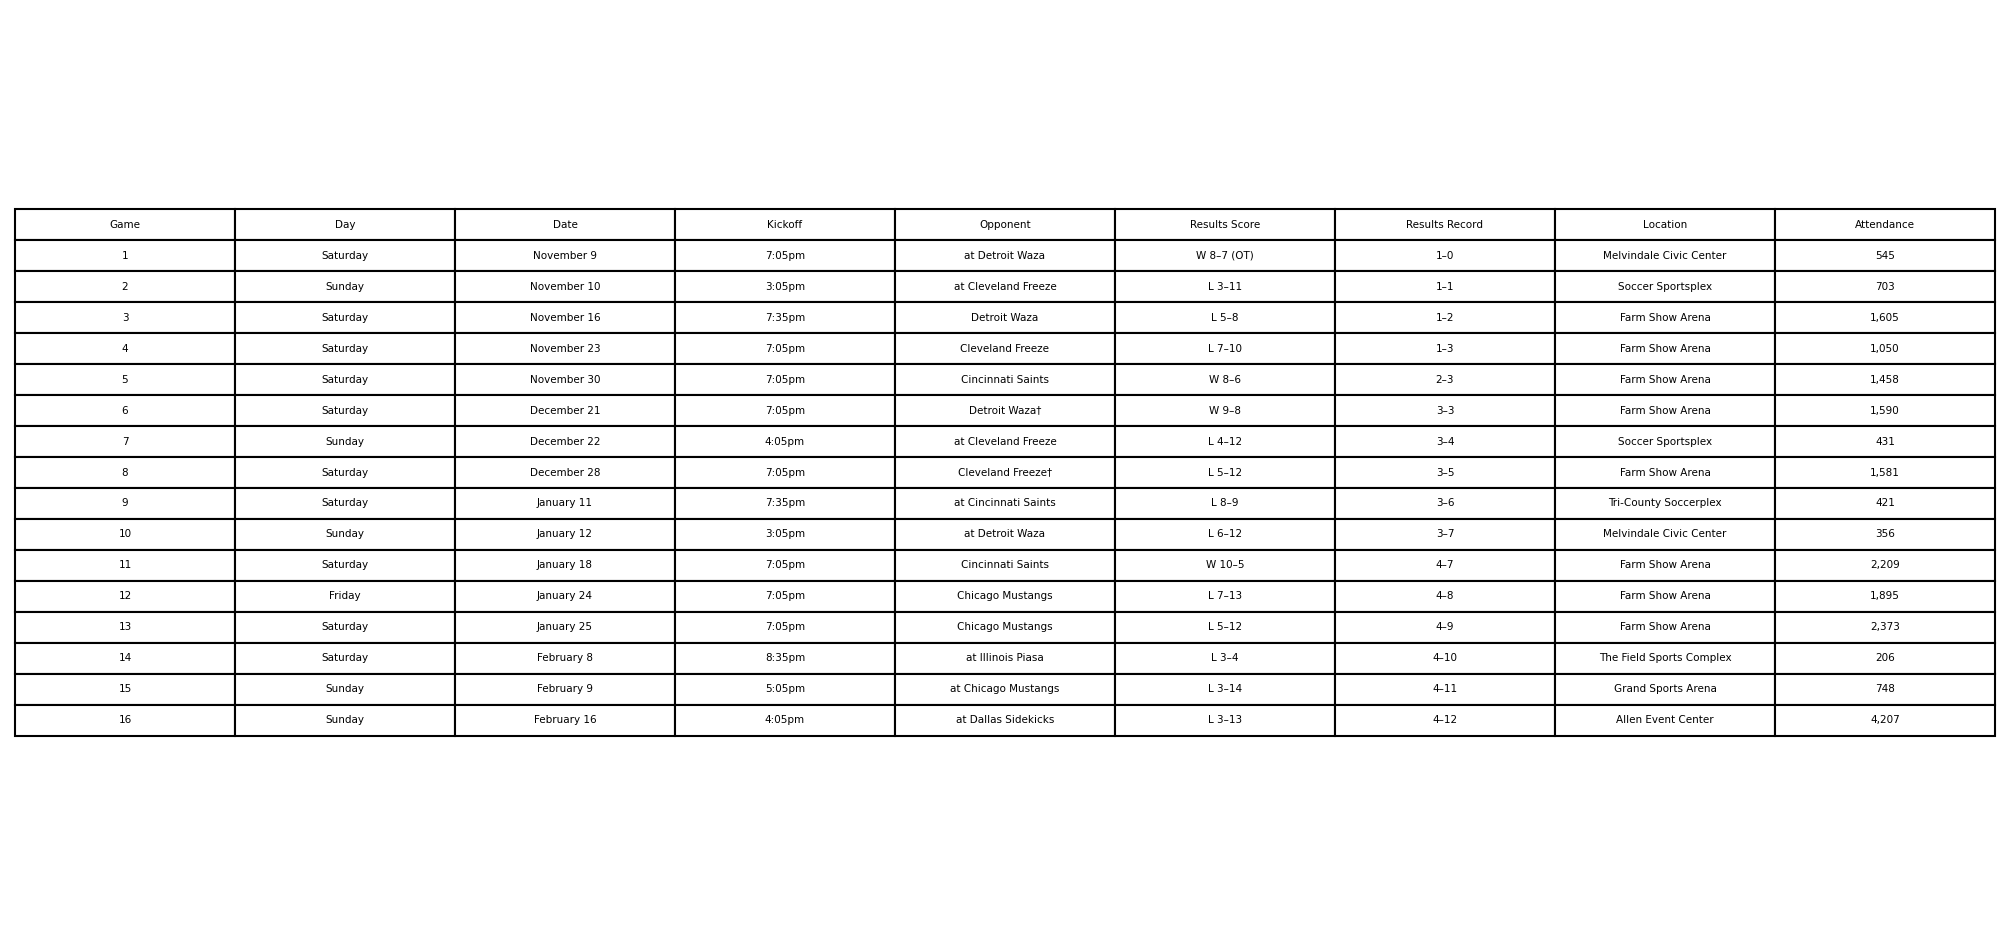 Game Day Date Kickoff Opponent Results Score Results Record Location Attendance
1 Saturday November 9 7:05pm at Detroit Waza W 8–7 (OT) 1–0 Melvindale Civic Center 545
2 Sunday November 10 3:05pm at Cleveland Freeze L 3–11 1–1 Soccer Sportsplex 703
3 Saturday November 16 7:35pm Detroit Waza L 5–8 1–2 Farm Show Arena 1,605
4 Saturday November 23 7:05pm Cleveland Freeze L 7–10 1–3 Farm Show Arena 1,050
5 Saturday November 30 7:05pm Cincinnati Saints W 8–6 2–3 Farm Show Arena 1,458
6 Saturday December 21 7:05pm Detroit Waza† W 9–8 3–3 Farm Show Arena 1,590
7 Sunday December 22 4:05pm at Cleveland Freeze L 4–12 3–4 Soccer Sportsplex 431
8 Saturday December 28 7:05pm Cleveland Freeze† L 5–12 3–5 Farm Show Arena 1,581
9 Saturday January 11 7:35pm at Cincinnati Saints L 8–9 3–6 Tri-County Soccerplex 421
10 Sunday January 12 3:05pm at Detroit Waza L 6–12 3–7 Melvindale Civic Center 356
11 Saturday January 18 7:05pm Cincinnati Saints W 10–5 4–7 Farm Show Arena 2,209
12 Friday January 24 7:05pm Chicago Mustangs L 7–13 4–8 Farm Show Arena 1,895
13 Saturday January 25 7:05pm Chicago Mustangs L 5–12 4–9 Farm Show Arena 2,373
14 Saturday February 8 8:35pm at Illinois Piasa L 3–4 4–10 The Field Sports Complex 206
15 Sunday February 9 5:05pm at Chicago Mustangs L 3–14 4–11 Grand Sports Arena 748
16 Sunday February 16 4:05pm at Dallas Sidekicks L 3–13 4–12 Allen Event Center 4,207